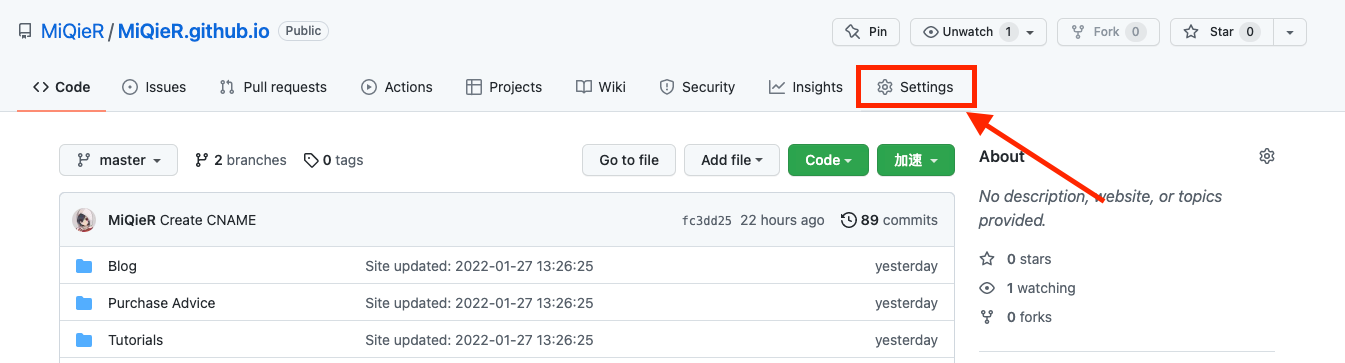 MiQieR / MiQieR.github.io Public Pin Unwatch 1 Fork 0 Star 0
Code Issues Pull requests Actions Projects Wiki Security Insights Settings
master 2 branches 0 tags Go to file Add file Code 加速
About
No description, website, or topics
provided.
MiQieR Create CNAME fc3dd25 22 hours ago 89 commits
Blog Site updated: 2022-01-27 13:26:25 yesterday
Purchase Advice Site updated: 2022-01-27 13:26:25 yesterday
Tutorials Site updated: 2022-01-27 13:26:25 yesterday
0 stars
1 watching
0 forks